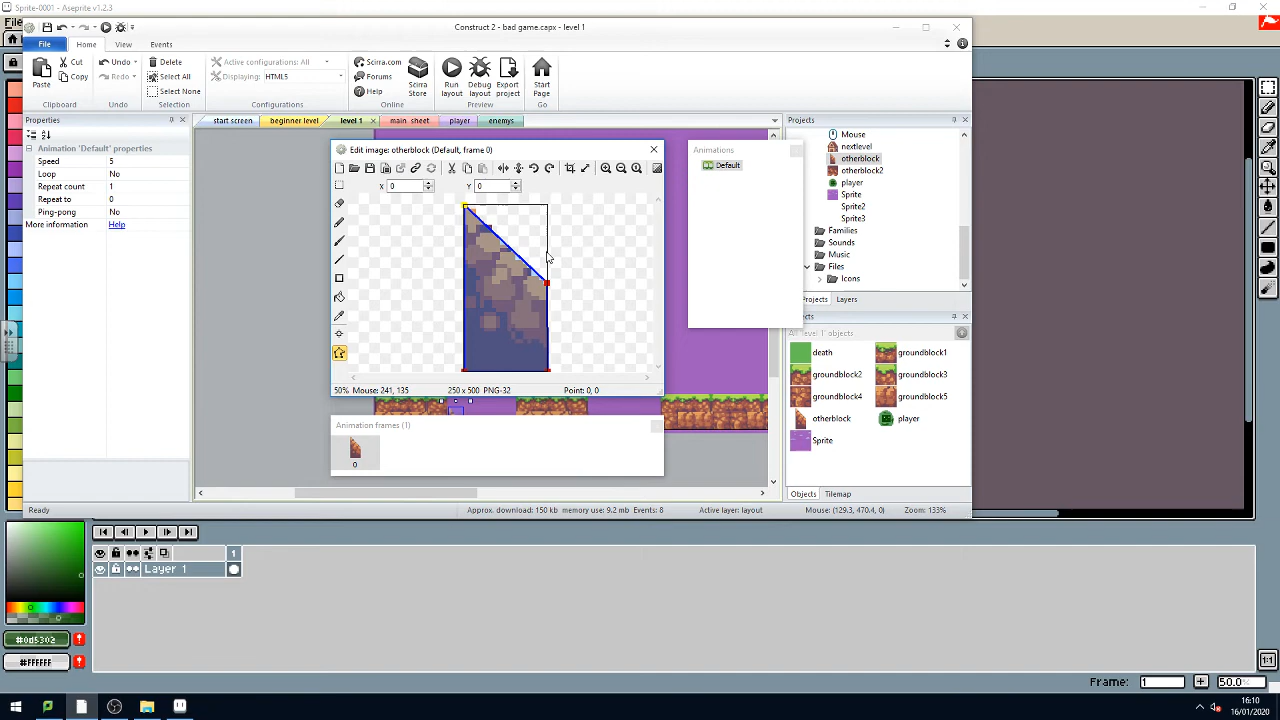 Sprite-0001 - Aseprite v1.2.3
File
Construct 2 - bad game.capx - level 1
File Home View Events
Paste
Cut
Copy
Clipboard
Undo
Redo
Undo
Delete
Select All
Select None
Selection
Active configurations: All
Displaying: HTML5
Configurations
Scirra.com
Forums
Help
Scirra Store
Online
Run layout
Debug layout
Export project
Preview
Start Page
Go
Properties
Animation 'Default' properties
Speed 5
Loop No
Repeat count 1
Repeat to 0
Ping-pong No
More information Help
start screen beginner level level 1 main sheet player enemys
Edit image: otherblock (Default, frame 0)
X 0 Y 0
50% Mouse: 241, 135 250 x 500 PNG-32 Point: 0, 0
Animations
Default
Animation frames (1)
0
Projects
Mouse
nextlevel
otherblock
otherblock2
player
Sprite
Sprite2
Sprite3
Families
Sounds
Music
Files
Icons
Projects Layers
Objects
All 'level 1' objects
death groundblock1
groundblock2 groundblock3
groundblock4 groundblock5
otherblock player
Sprite
Objects Tilemap
Ready Approx. download: 150 kb memory use: 9.2 mb Events: 8 Active layer: layout Mouse: (129.3, 470.4, 0) Zoom: 133%
1
Layer 1
#0d5302
#FFFFFF
1:1
Frame: 1 50.0%
16:10
16/01/2020